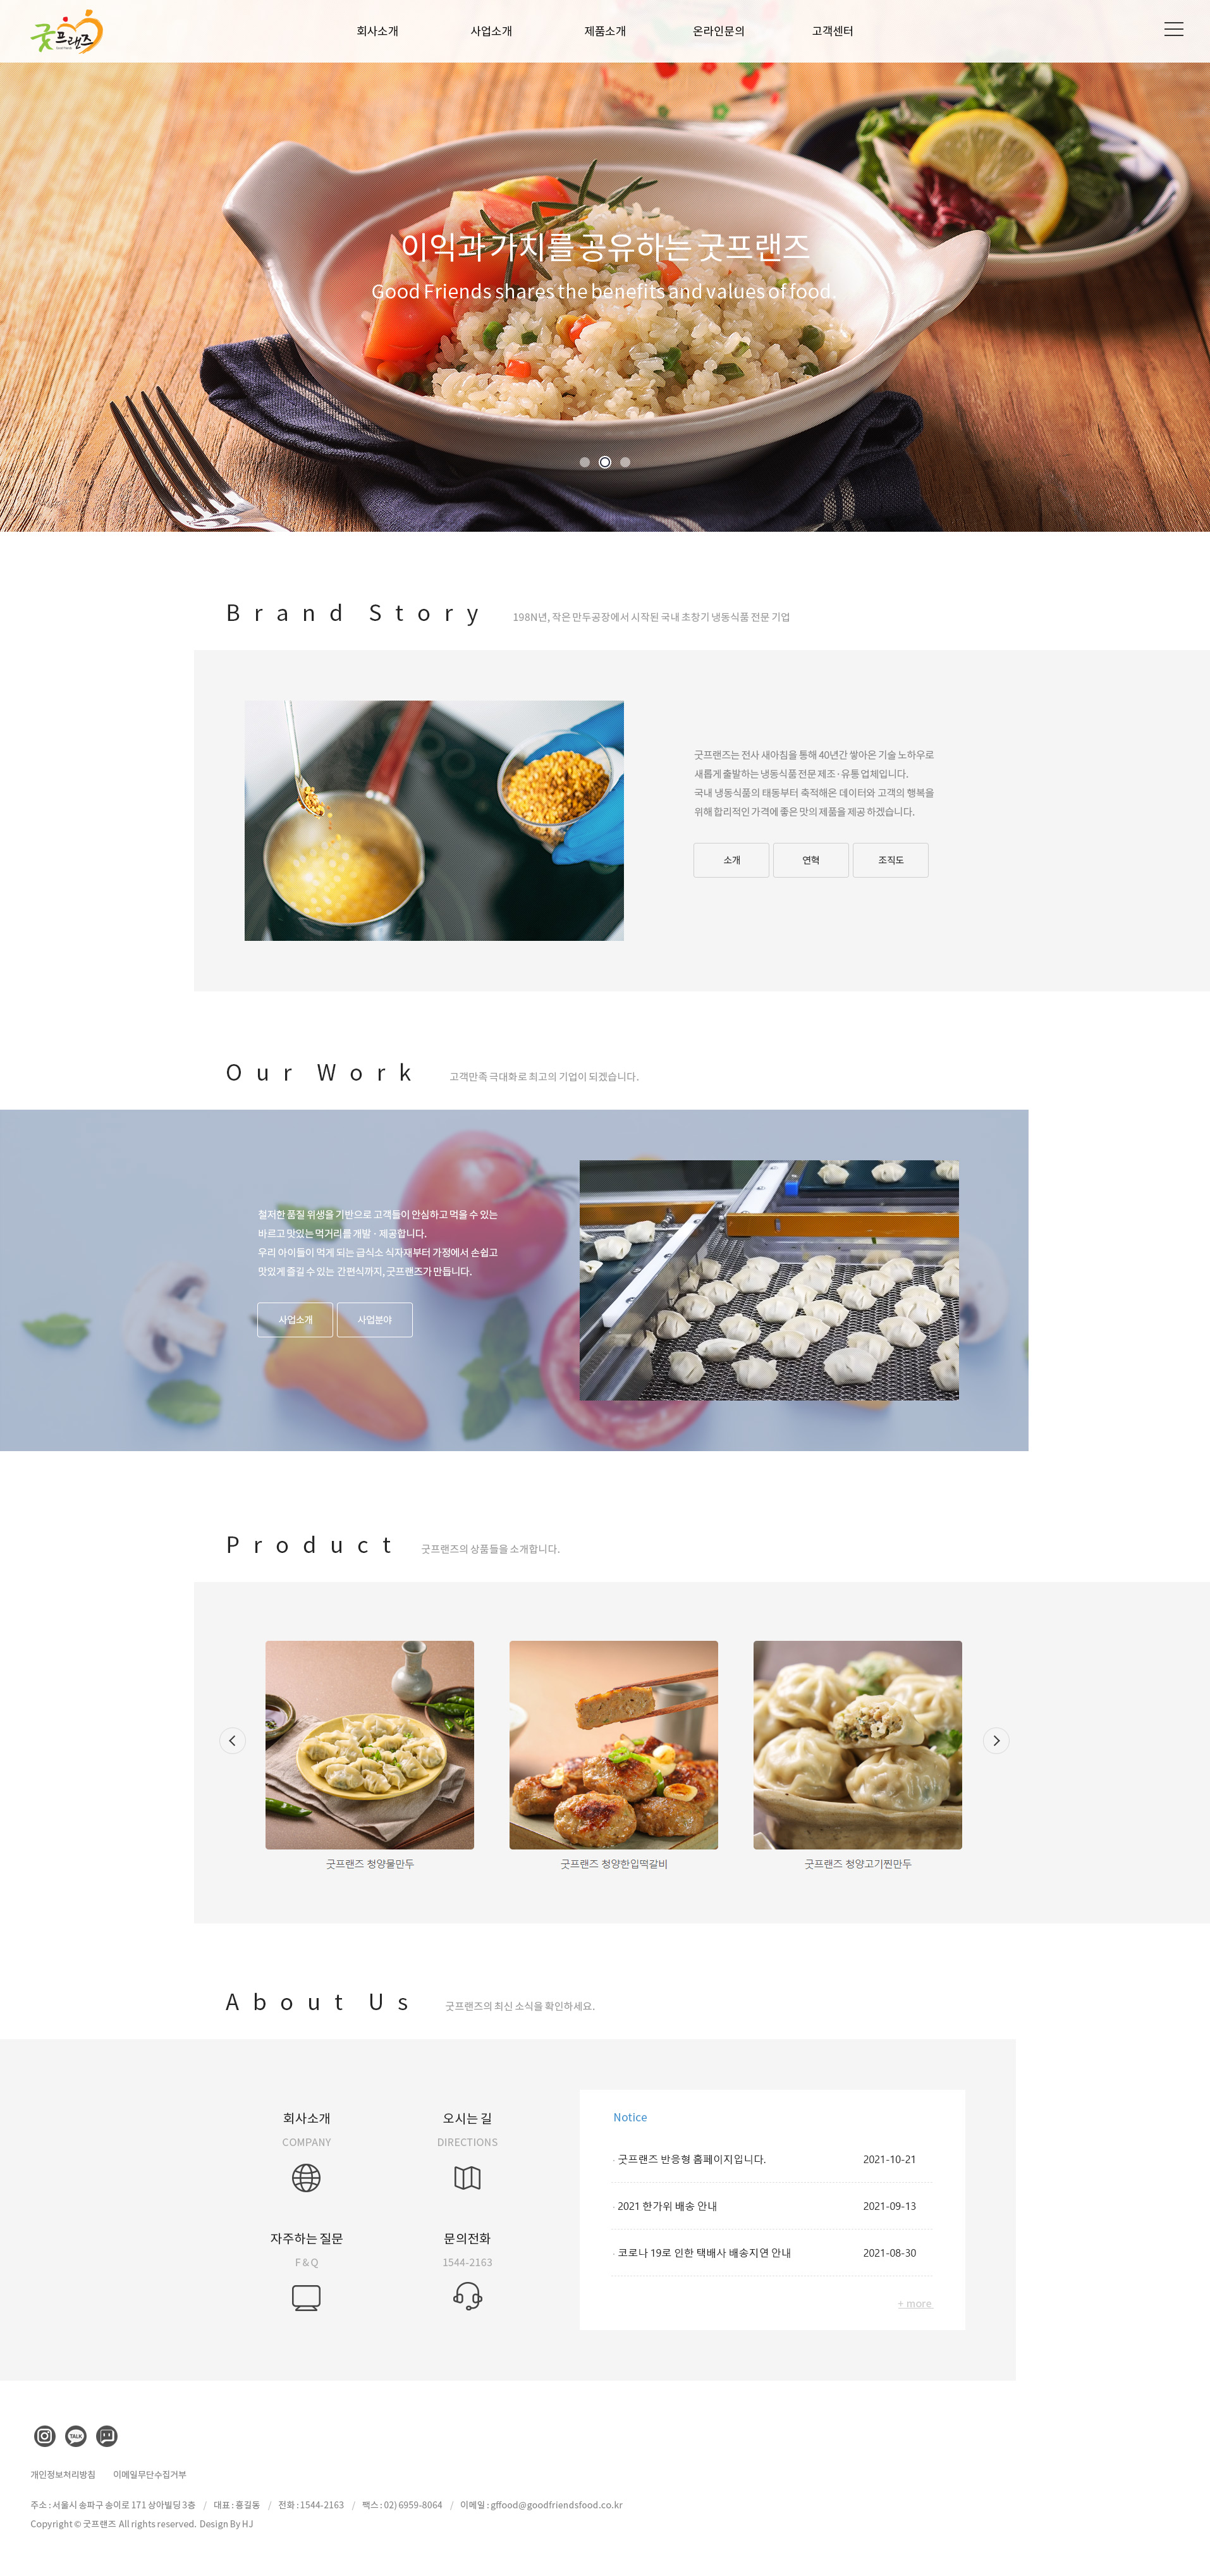 굿프랜즈
회사소개
사업소개
제품소개
온라인문의
고객센터
이익과 가치를 공유하는 굿프랜즈
Good Friends shares the benefits and values of food.
Brand Story
198N년, 작은 만두공장에서 시작된 국내 초창기 냉동식품 전문 기업
굿프랜즈는 전사 새아침을 통해 40년간 쌓아온 기술 노하우로
새롭게 출발하는 냉동식품 전문 제조·유통 업체입니다.
국내 냉동식품의 태동부터 축적해온 데이터와 고객의 행복을
위해 합리적인 가격에 좋은 맛의 제품을 제공 하겠습니다.
소개
연혁
조직도
Our Work
고객만족 극대화로 최고의 기업이 되겠습니다.
철저한 품질 위생을 기반으로 고객들이 안심하고 먹을 수 있는
바르고 맛있는 먹거리를 개발 · 제공합니다.
우리 아이들이 먹게 되는 급식소 식자재부터 가정에서 손쉽고
맛있게 즐길 수 있는 간편식까지, 굿프랜즈가 만듭니다.
사업소개
사업분야
Product
굿프랜즈의 상품들을 소개합니다.
굿프랜즈 청양물만두
굿프랜즈 청양한입떡갈비
굿프랜즈 청양고기찐만두
About Us
굿프랜즈의 최신 소식을 확인하세요.
회사소개
COMPANY
오시는 길
DIRECTIONS
자주하는 질문
F & Q
문의전화
1544-2163
Notice
· 굿프랜즈 반응형 홈페이지입니다. 2021-10-21
· 2021 한가위 배송 안내 2021-09-13
· 코로나 19로 인한 택배사 배송지연 안내 2021-08-30
+ more
TALK
개인정보처리방침 이메일무단수집거부
주소 : 서울시 송파구 송이로 171 상아빌딩 3층 / 대표 : 홍길동 / 전화 : 1544-2163 / 팩스 : 02) 6959-8064 / 이메일 : gffood@goodfriendsfood.co.kr
Copyright © 굿프랜즈 All rights reserved. Design By HJ